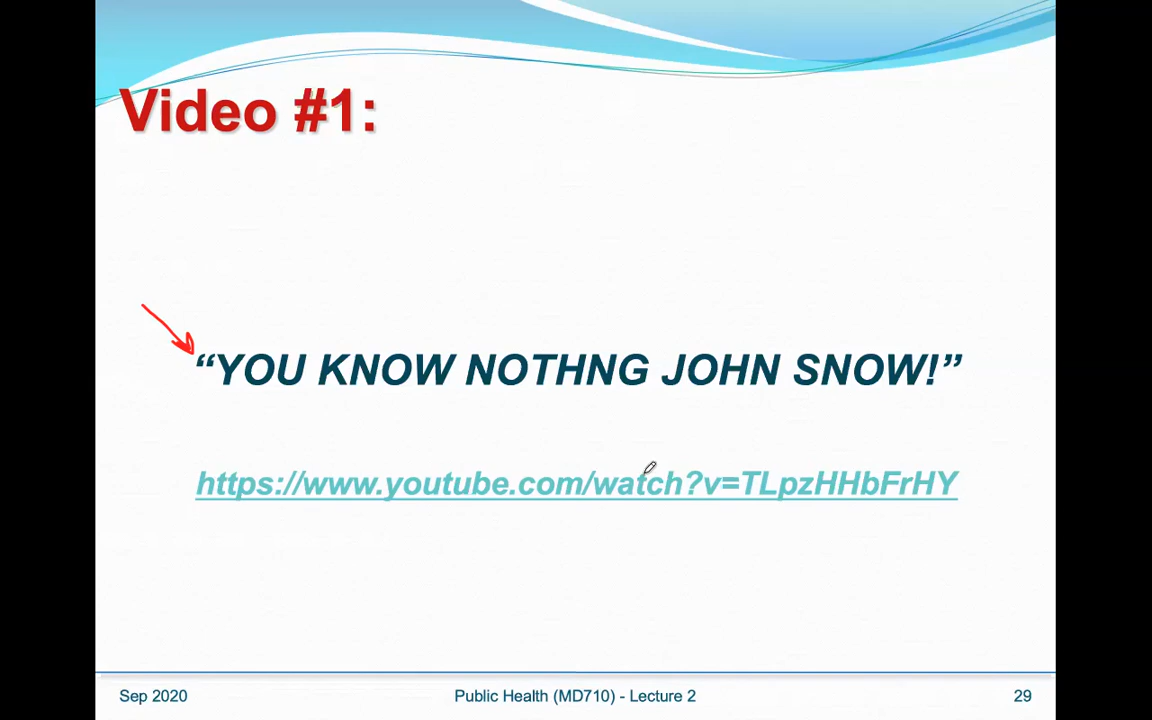 Video #1:
“YOU KNOW NOTHNG JOHN SNOW!”
https://www.youtube.com/watch?v=TLpzHHbFrHY
Sep 2020
Public Health (MD710) - Lecture 2
29